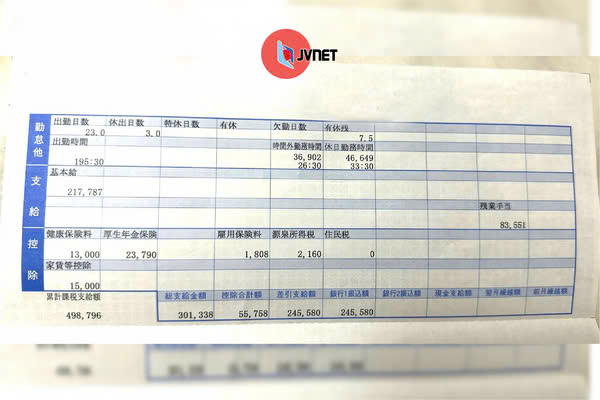 JVNET
勤怠他 出勤日数 休出日数 特休日数 有休 欠勤日数 有休残
23.0 3.0 7.5
出勤時間 時間外勤務時間 休日勤務時間
36,902 46,649
195:30 26:30 33:30
支給 基本給
217,787
残業手当
83,551
控除 健康保険料 厚生年金保険 雇用保険料 源泉所得税 住民税
13,000 23,790 1,808 2,160 0
家賃等控除
15,000
累計課税支給額 総支給金額 控除合計額 差引支給額 銀行1振込額 銀行2振込額 現金支給額 翌月繰越額 前月繰越額
498,796 301,338 55,758 245,580 245,580